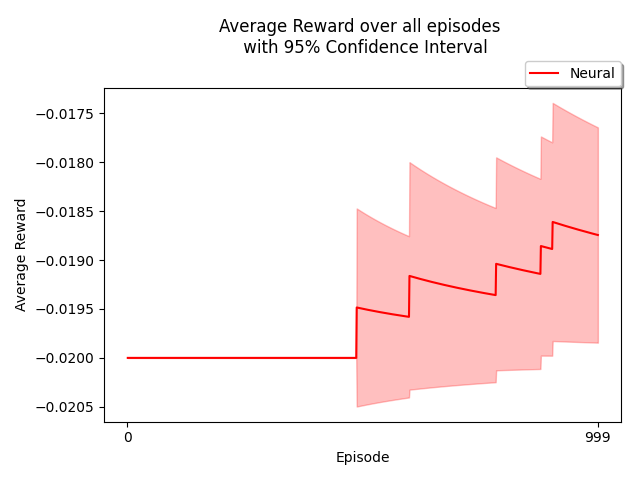 Average Reward over all episodes
with 95% Confidence Interval
Neural
−0.0175
−0.0180
−0.0185
−0.0190
−0.0195
−0.0200
−0.0205
Average Reward
0
999
Episode